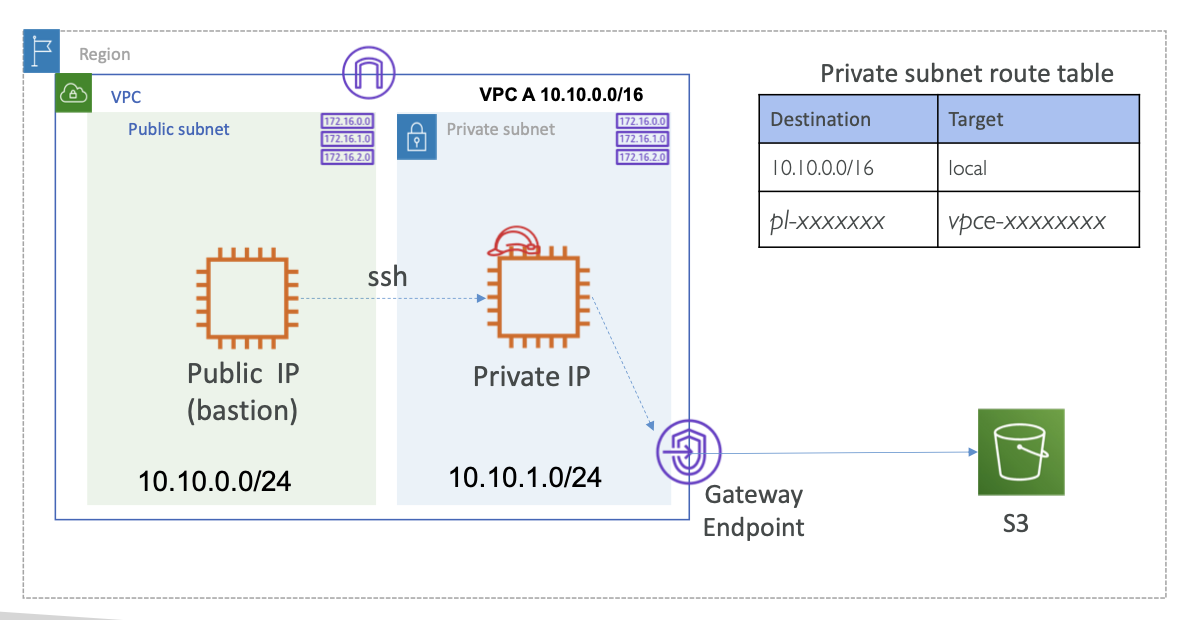 Region
VPC
VPC A 10.10.0.0/16
Public subnet
172.16.0.0
172.16.1.0
172.16.2.0
Private subnet
172.16.0.0
172.16.1.0
172.16.2.0
ssh
Public IP
(bastion)
Private IP
10.10.0.0/24
10.10.1.0/24
Gateway
Endpoint
S3
Private subnet route table
Destination Target
10.10.0.0/16 local
pl-xxxxxxx vpce-xxxxxxxx